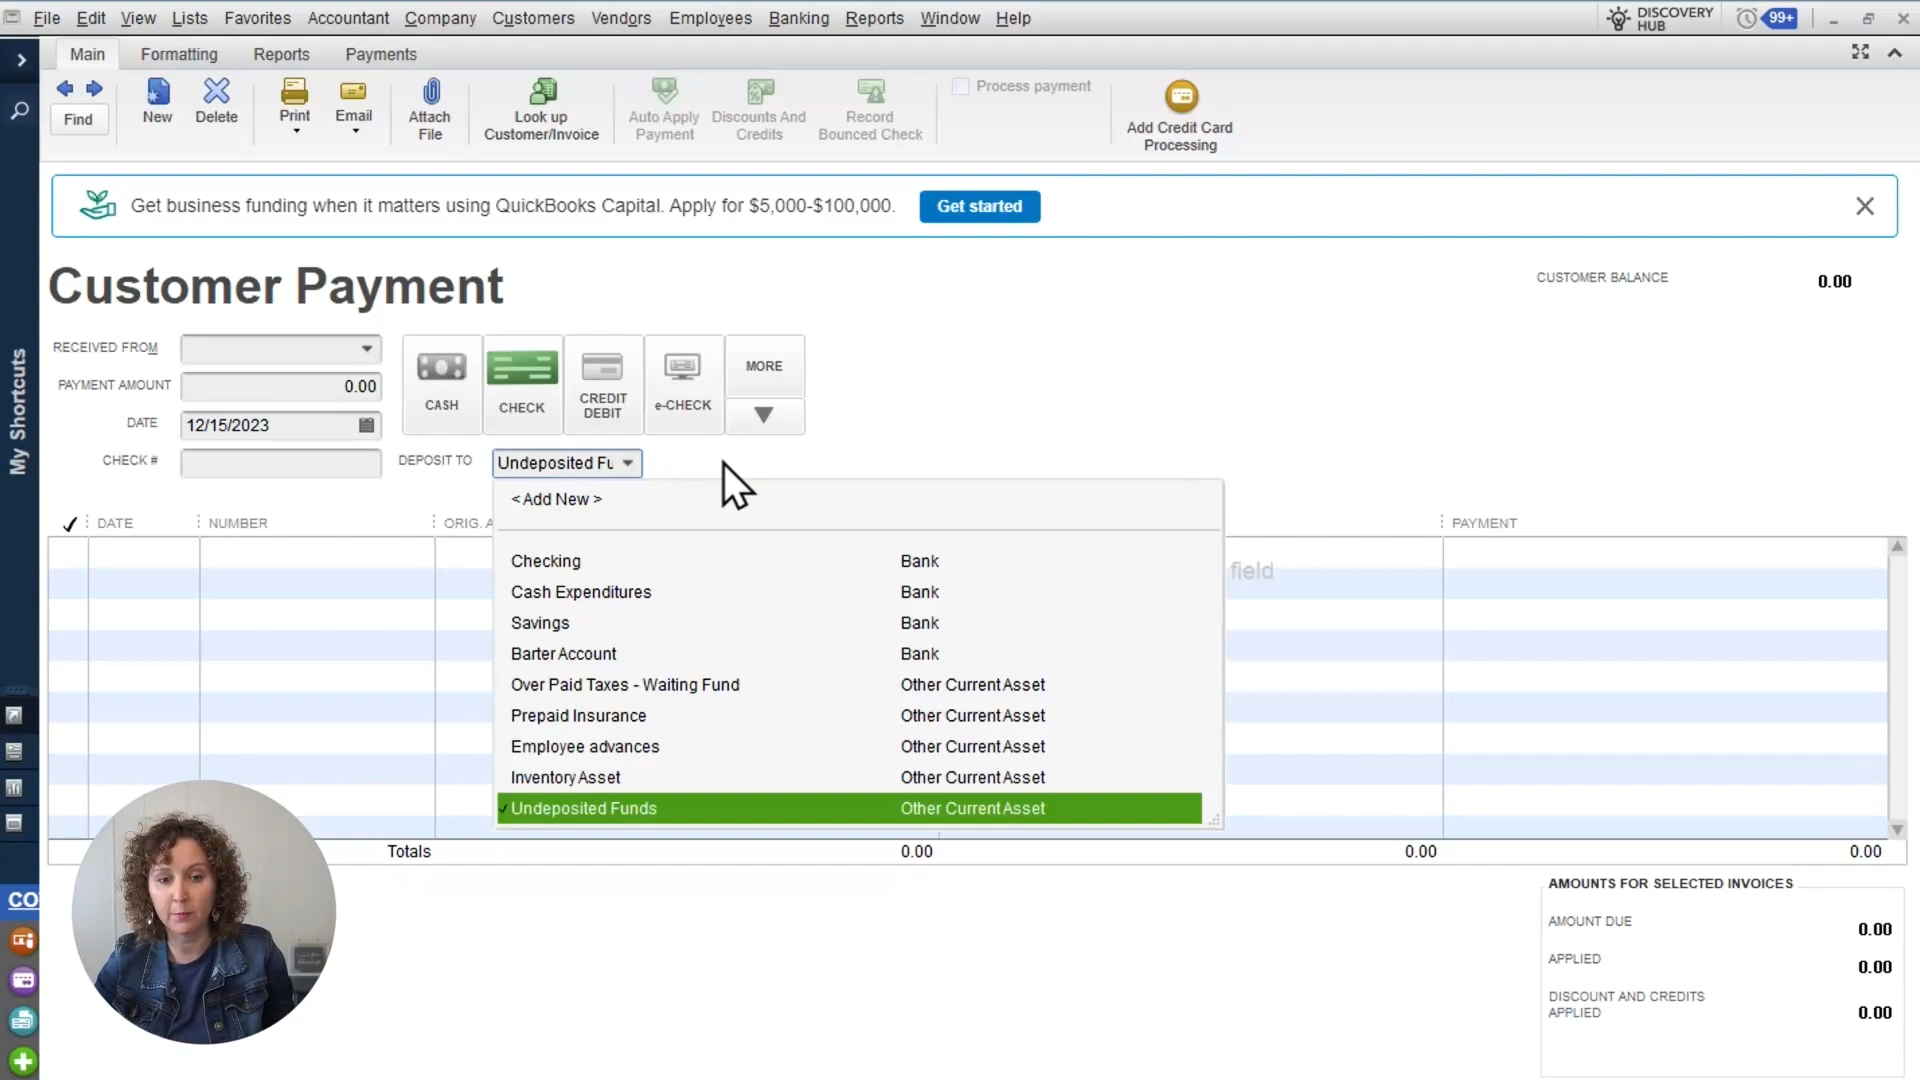 File Edit View Lists Favorites Accountant Company Customers Vendors Employees Banking Reports Window Help
DISCOVERY
HUB
99+
Main Formatting Reports Payments
Find
New
Delete
Print
Email
Attach
File
Look up
Customer/Invoice
Auto Apply
Payment
Discounts And
Credits
Record
Bounced Check
Process payment
Add Credit Card
Processing
Get business funding when it matters using QuickBooks Capital. Apply for $5,000-$100,000.
Get started
My Shortcuts
Customer Payment
CUSTOMER BALANCE 0.00
RECEIVED FROM
PAYMENT AMOUNT 0.00
DATE 12/15/2023
CHECK #
CASH
CHECK
CREDIT
DEBIT
e-CHECK
MORE
DEPOSIT TO Undeposited Fu
< Add New >
DATE NUMBER ORIG. A PAYMENT
Checking Bank
field
Cash Expenditures Bank
Savings Bank
Barter Account Bank
Over Paid Taxes - Waiting Fund Other Current Asset
Prepaid Insurance Other Current Asset
Employee advances Other Current Asset
Inventory Asset Other Current Asset
Undeposited Funds Other Current Asset
Totals 0.00 0.00 0.00
CO
AMOUNTS FOR SELECTED INVOICES
AMOUNT DUE 0.00
APPLIED 0.00
DISCOUNT AND CREDITS
APPLIED 0.00